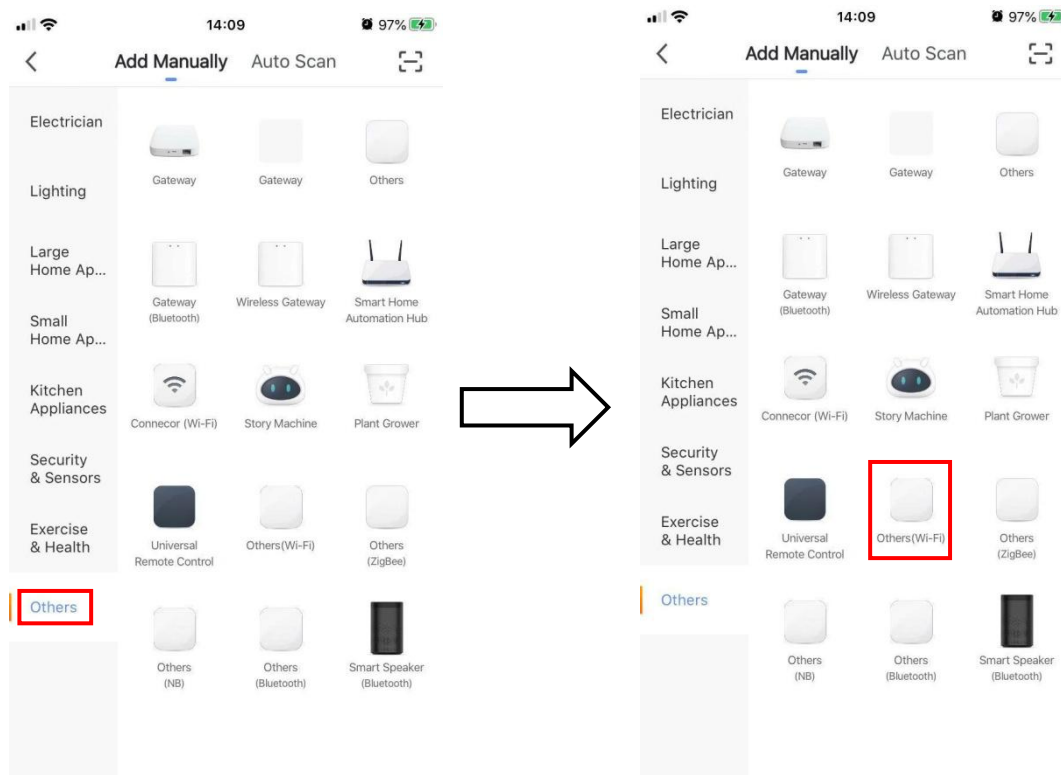 14:09
97%
Add Manually
Auto Scan
Electrician
Lighting
Large
Home Ap...
Small
Home Ap...
Kitchen
Appliances
Security
& Sensors
Exercise
& Health
Others
Gateway
Gateway
Others
Gateway
(Bluetooth)
Wireless Gateway
Smart Home
Automation Hub
Connecor (Wi-Fi)
Story Machine
Plant Grower
Universal
Remote Control
Others(Wi-Fi)
Others
(ZigBee)
Others
(NB)
Others
(Bluetooth)
Smart Speaker
(Bluetooth)
14:09
97%
Add Manually
Auto Scan
Electrician
Lighting
Large
Home Ap...
Small
Home Ap...
Kitchen
Appliances
Security
& Sensors
Exercise
& Health
Others
Gateway
Gateway
Others
Gateway
(Bluetooth)
Wireless Gateway
Smart Home
Automation Hub
Connecor (Wi-Fi)
Story Machine
Plant Grower
Universal
Remote Control
Others(Wi-Fi)
Others
(ZigBee)
Others
(NB)
Others
(Bluetooth)
Smart Speaker
(Bluetooth)